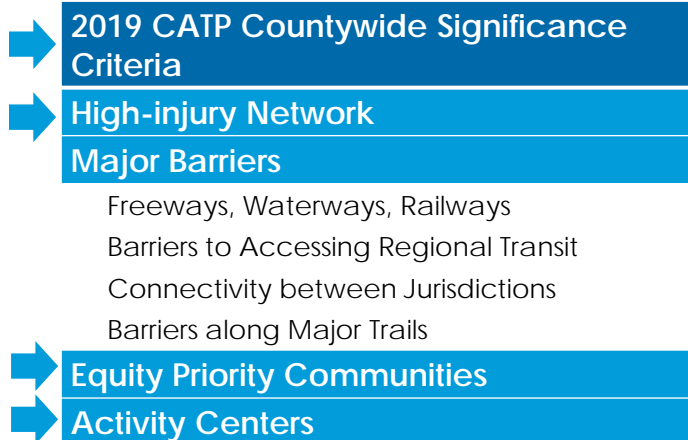 2019 CATP Countywide Significance
Criteria
High-injury Network
Major Barriers
Freeways, Waterways, Railways
Barriers to Accessing Regional Transit
Connectivity between Jurisdictions
Barriers along Major Trails
Equity Priority Communities
Activity Centers